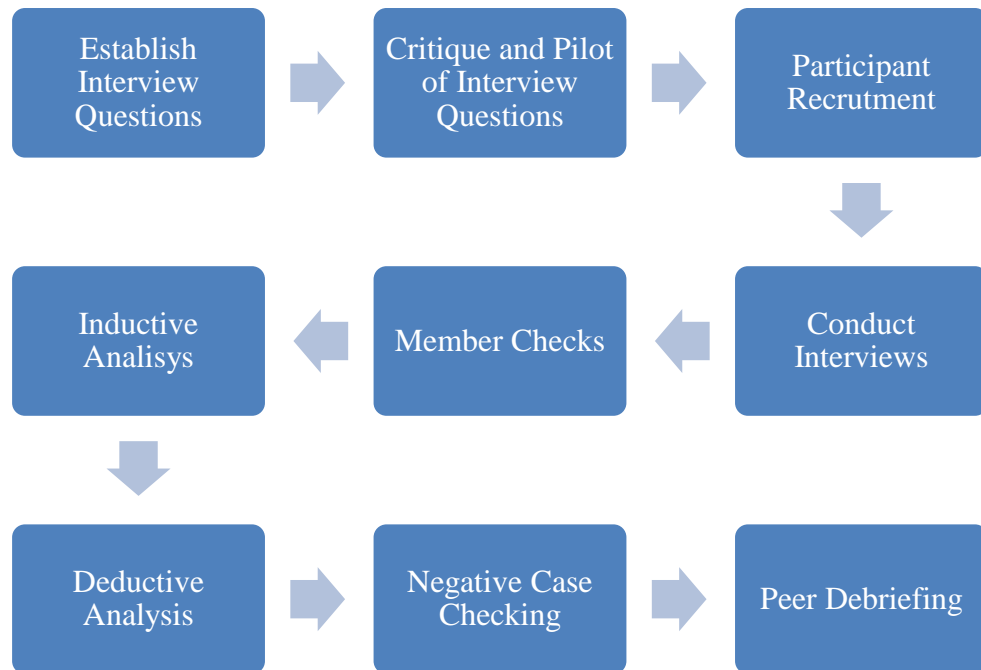 Establish
Interview
Questions
Critique and Pilot
of Interview
Questions
Participant
Recrutment
Conduct
Interviews
Member Checks
Inductive
Analisys
Deductive
Analysis
Negative Case
Checking
Peer Debriefing